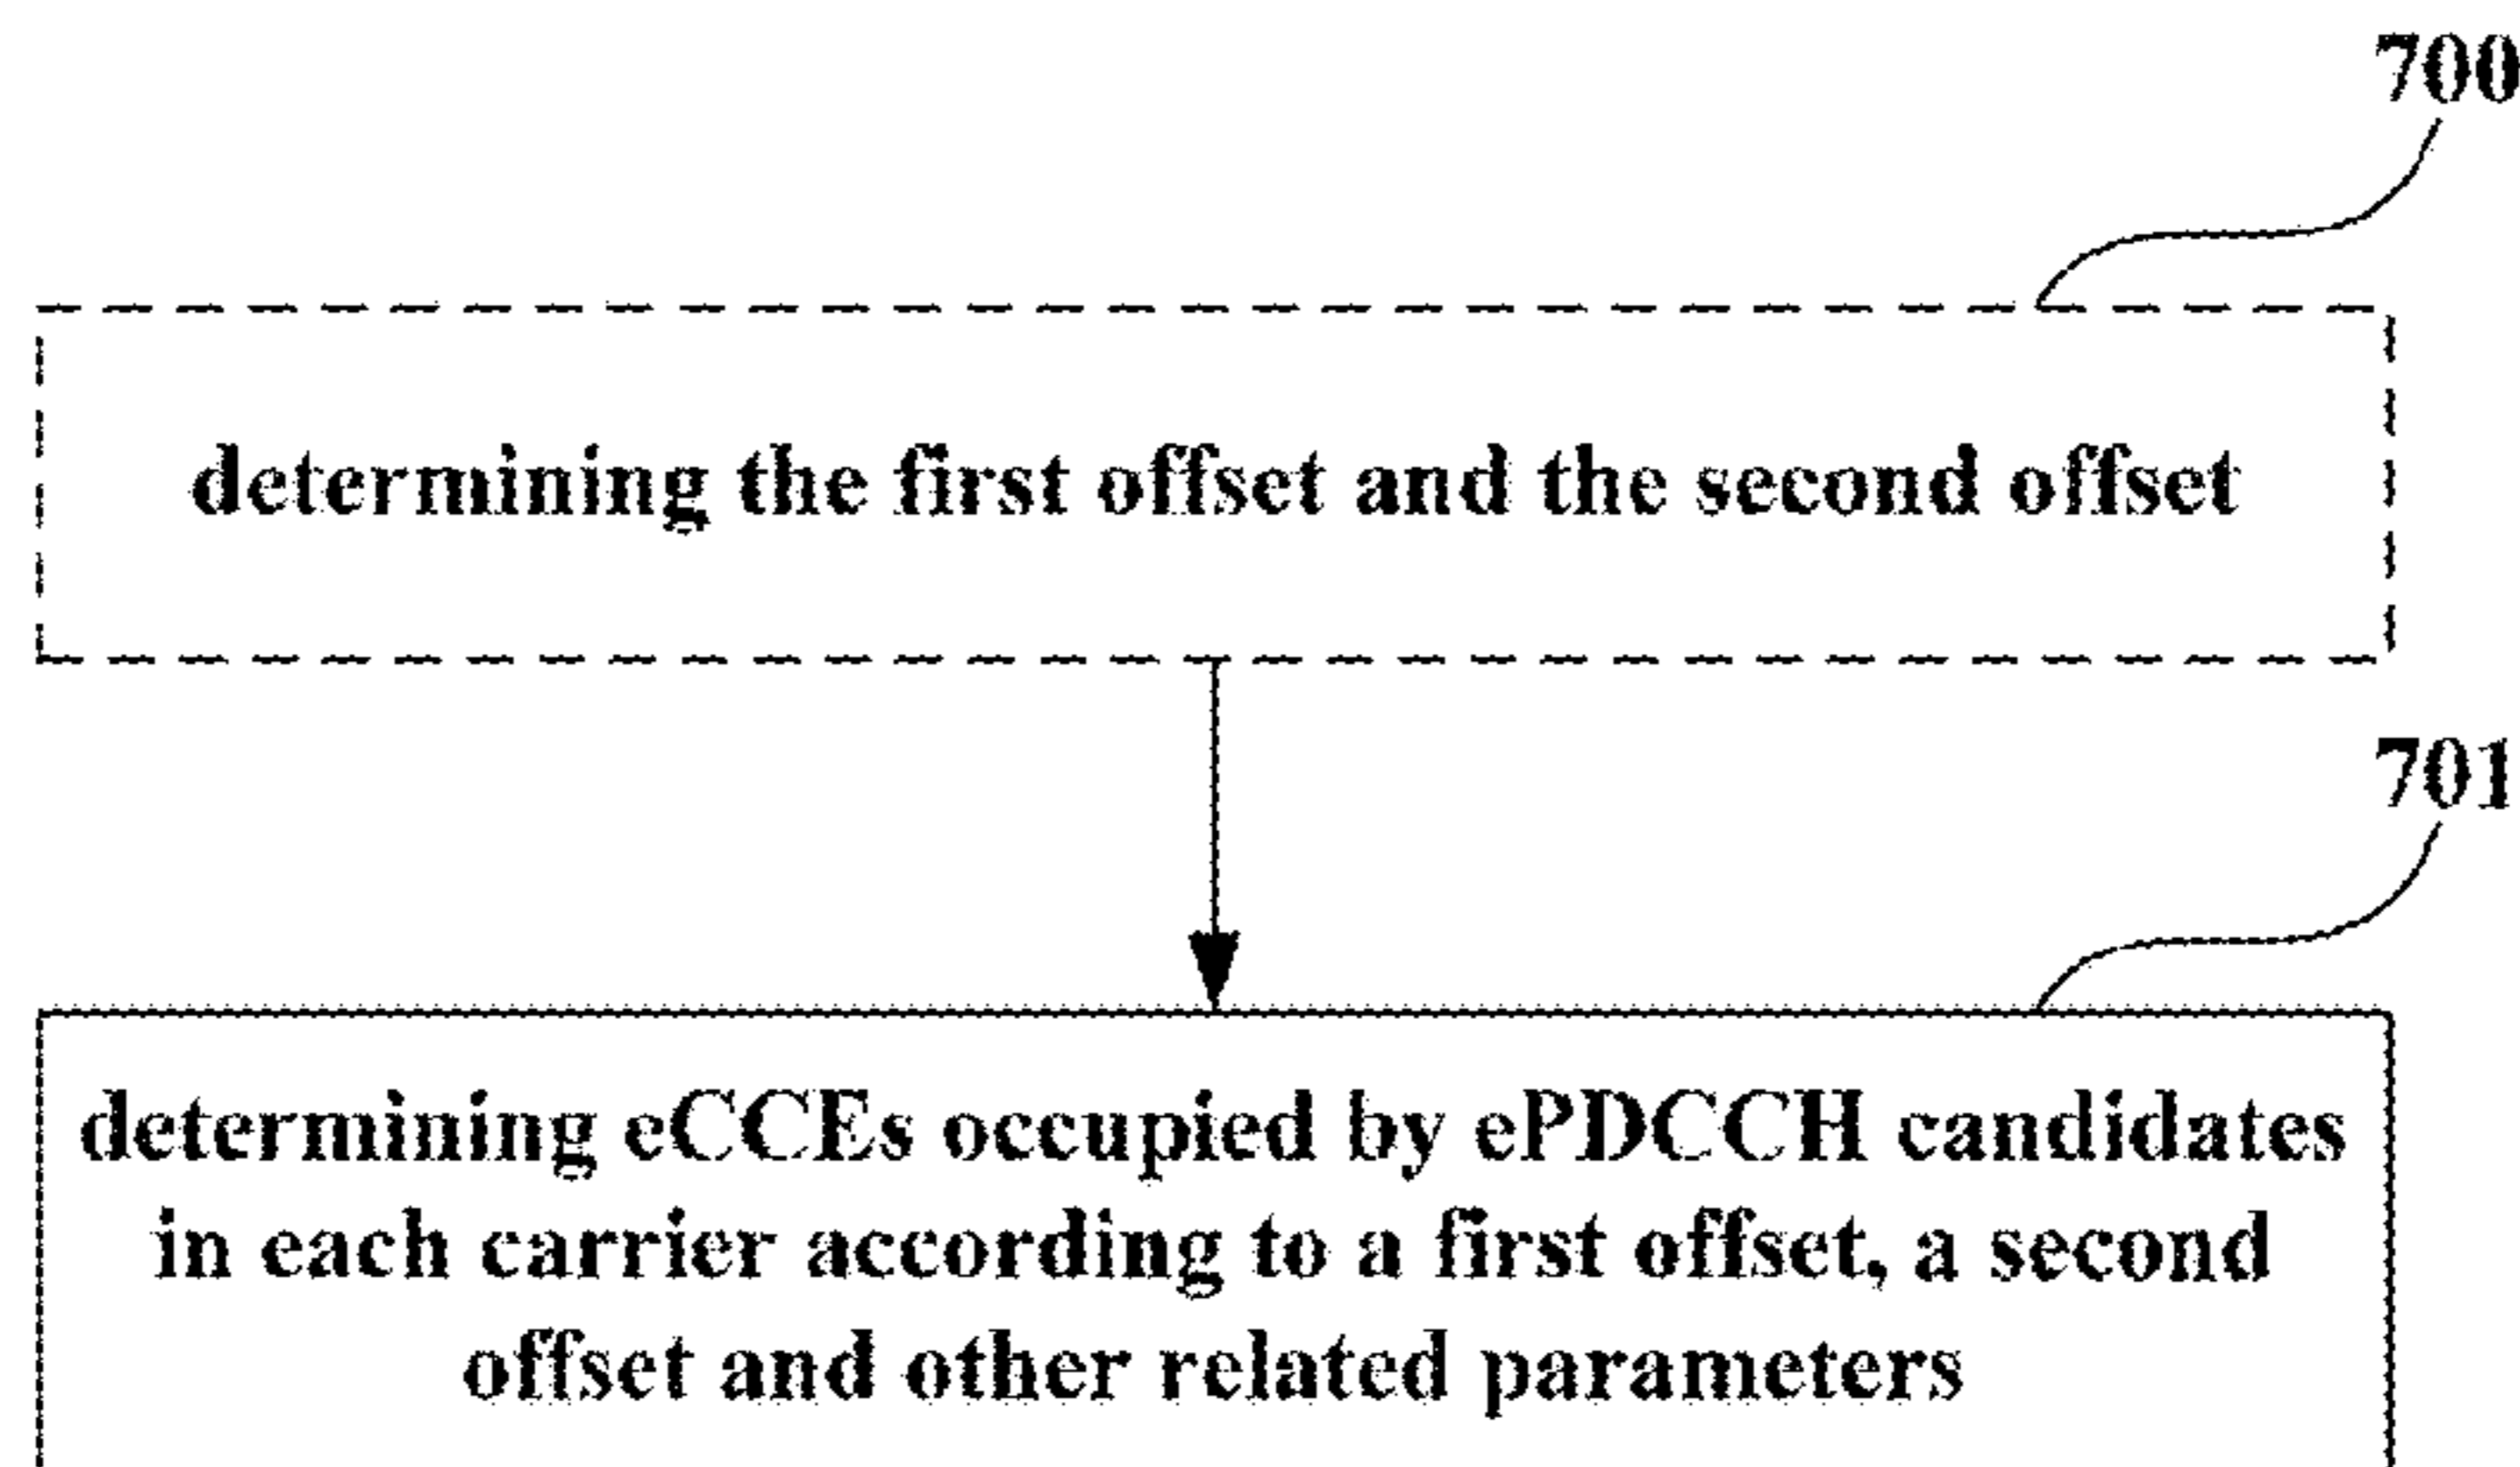 700
determining the first offset and the second offset
701
determining eCCEs occupied by ePDCCH candidates
in each carrier according to a first offset, a second
offset and other related parameters